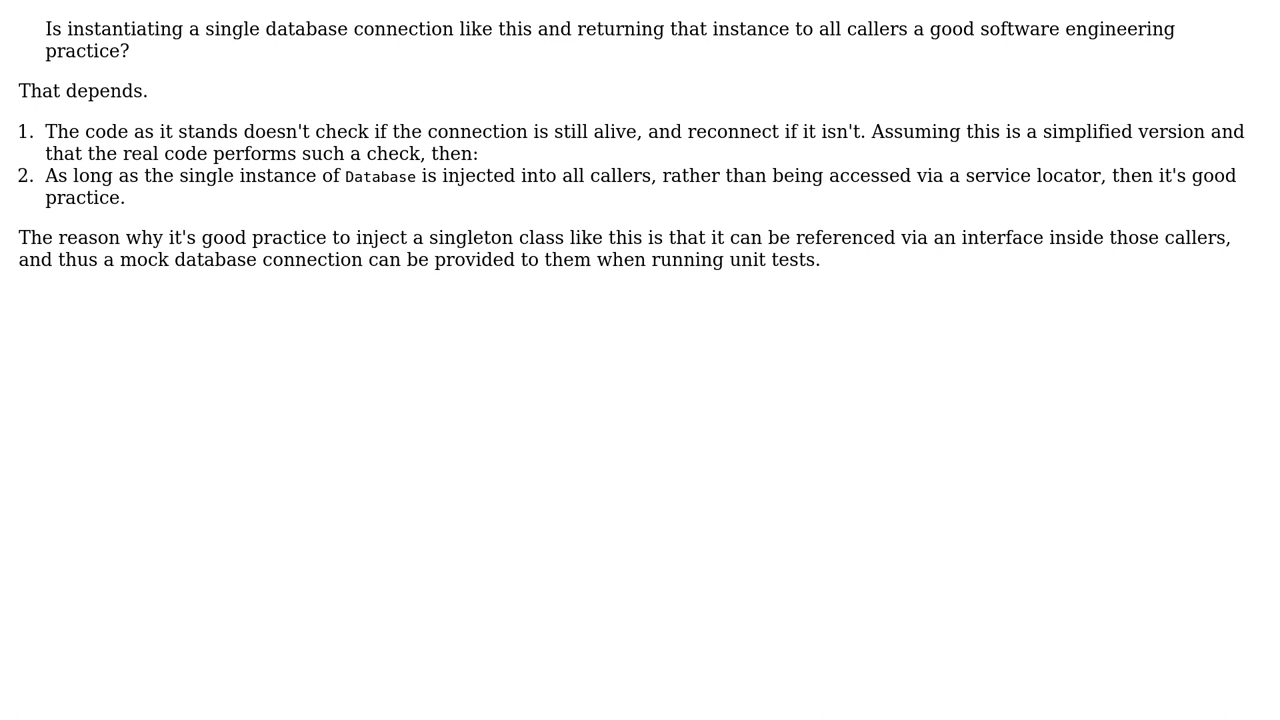 Is instantiating a single database connection like this and returning that instance to all callers a good software engineering
practice?
That depends.
1. The code as it stands doesn't check if the connection is still alive, and reconnect if it isn't. Assuming this is a simplified version and
that the real code performs such a check, then:
2. As long as the single instance of Database is injected into all callers, rather than being accessed via a service locator, then it's good
practice.
The reason why it's good practice to inject a singleton class like this is that it can be referenced via an interface inside those callers,
and thus a mock database connection can be provided to them when running unit tests.